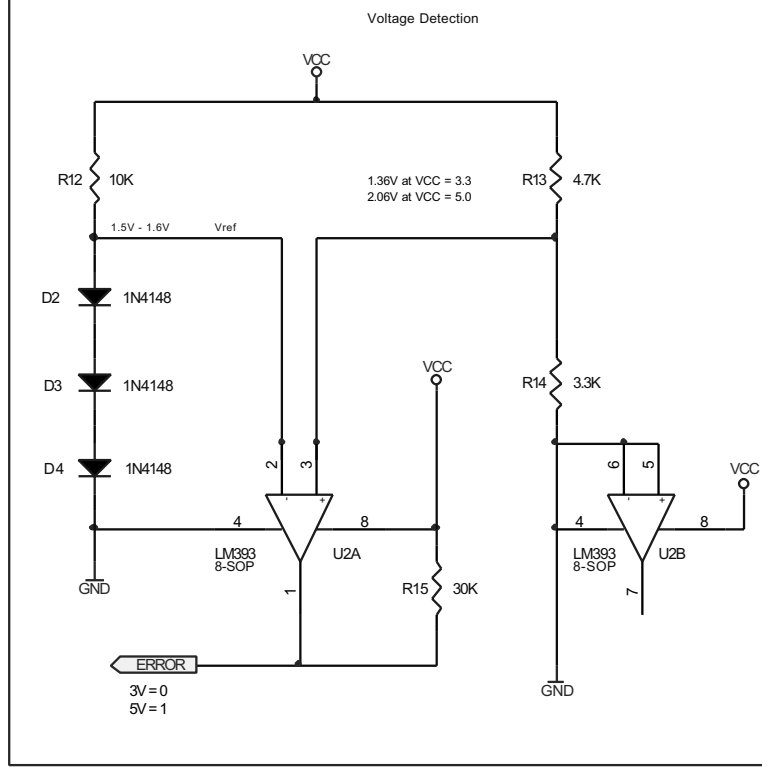 Voltage Detection
VCC
R12
10K
1.36V at VCC = 3.3
2.06V at VCC = 5.0
R13
4.7K
1.5V - 1.6V
Vref
D2
1N4148
D3
1N4148
VCC
R14
3.3K
D4
1N4148
2
3
-
+
6
5
-
+
VCC
4
8
4
8
LM393
8-SOP
U2A
LM393
8-SOP
U2B
GND
1
R15
30K
7
ERROR
3V = 0
5V = 1
GND